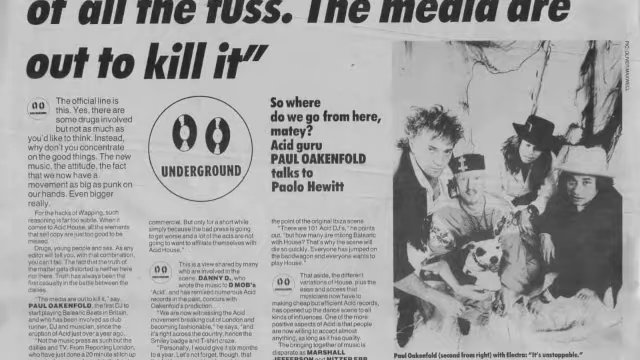 of all the fuss. The media are
out to kill it"
The official line is
this. Yes, there are
some drugs involved
but not as much as
you'd like to think. Instead,
why don't you concentrate
on the good things. The new
music, the attitude, the fact
that we now have a
movement as big as punk on
our hands. Even bigger
really.
For the hacks of Wapping, such
reasoning is far too subtle. When it
comes to Acid House, all the elements
that sell copy are just too good to be
missed.
Drugs, young people and sex. As any
editor will tell you, with that combination,
you can't fail. The fact that the truth of
the matter gets distorted is neither here
nor there. Truth has always been the
first casualty in the battle between the
dailies.
"The media are out to kill it," say
PAUL OAKENFOLD, the first DJ to
start playing Balearic Beats in Britain,
and who has been involved as club
runner, DJ and musician, since the
eruption of Acid just over a year ago.
"Not the music press such but the
dailies and TV. From Reporting London,
who have just done a 20 minute stitch up
UNDERGROUND
commercial. But only for a short while
simply because the bad press is going
to get worse and a lot of the acts are not
going to want to affiliate themselves with
Acid House."
This is a view shared by many
who are involved in the
scene. DANNY D., who
wrote the music to D MOB's
'Acid', and has remixed numerous Acid
records in the past, concurs with
Oakenfold's prediction.
"We are now witnessing the Acid
movement breaking out of London and
becoming fashionable," he says, "and
it's right across the country, hence the
Smiley badge and T-shirt craze.
"Personally, I would give it six months
to a year. Let's not forget, though, that
So where
do we go from here,
matey?
Acid guru
PAUL OAKENFOLD
talks to
Paolo Hewitt
the point of the original Ibiza scene.
"There are 101 Acid DJ's," he points
out, "but how many are mixing Balearic
with House? That's why the scene will
die so quickly. Everyone has jumped on
the bandwagon and everyone wants to
play House."
That aside, the different
variations of House, plus the
ease and access that
musicians now have to
making cheap but efficient Acid records,
has opened up the dance scene to all
kinds of influences. One of the more
positive aspects of Acid is that people
are now willing to accept almost
anything, as long as it has quality.
The bringing together of music as
disparate as MARSHALL
JEFFERSON and NITZER EBB
Paul Oakenfold (second from right) with Electra: "It's unstoppable."